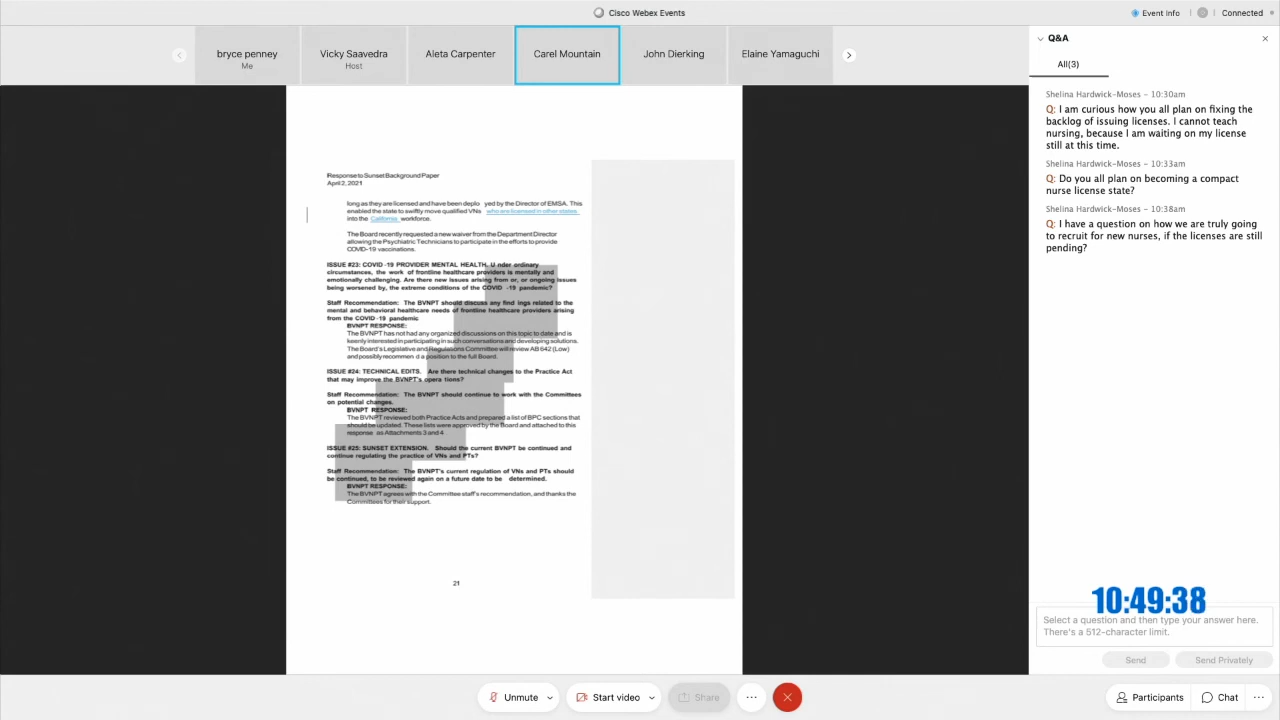 Cisco Webex Events
Event Info
Connected
bryce penney
Me
Vicky Saavedra
Host
Aleta Carpenter
Carel Mountain
John Dierking
Elaine Yamaguchi
Q&A
All(3)
Shelina Hardwick-Moses – 10:30am
Q: I am curious how you all plan on fixing the
backlog of issuing licenses. I cannot teach
nursing, because I am waiting on my license
still at this time.
Shelina Hardwick-Moses – 10:33am
Q: Do you all plan on becoming a compact
nurse license state?
Shelina Hardwick-Moses – 10:38am
Q: I have a question on how we are truly going
to recruit for new nurses, if the licenses are still
pending?
Response to Sunset Background Paper
April 2, 2021
long as they are licensed and have been deplo yed by the Director of EMSA. This
enabled the state to swiftly move qualified VNs who are licensed in other states
into the California workforce.
The Board recently requested a new waiver from the Department Director
allowing the Psychiatric Technicians to participate in the efforts to provide
COVID-19 vaccinations.
ISSUE #23: COVID -19 PROVIDER MENTAL HEALTH. U nder ordinary
circumstances, the work of frontline healthcare providers is mentally and
emotionally challenging. Are there new issues arising from or, or ongoing issues
being worsened by, the extreme conditions of the COVID -19 pandemic?
Staff Recommendation: The BVNPT should discuss any find ings related to the
mental and behavioral healthcare needs of frontline healthcare providers arising
from the COVID-19 pandemic
BVNPT RESPONSE:
The BVNPT has not had any organized discussions on this topic to date and is
keenly interested in participating in such conversations and developing solutions.
The Board's Legislative and Regulations Committee will review AB 642 (Low)
and possibly recommen d a position to the full Board.
ISSUE #24: TECHNICAL EDITS. Are there technical changes to the Practice Act
that may improve the BVNPT's opera tions?
Staff Recommendation: The BVNPT should continue to work with the Committees
on potential changes.
BVNPT RESPONSE:
The BVNPT reviewed both Practice Acts and prepared a list of BPC sections that
should be updated. These lists were approved by the Board and attached to this
response as Attachments 3 and 4
ISSUE #25: SUNSET EXTENSION. Should the current BVNPT be continued and
continue regulating the practice of VNs and PTs?
Staff Recommendation: The BVNPT's current regulation of VNs and PTs should
be continued, to be reviewed again on a future date to be determined.
BVNPT RESPONSE:
The BVNPT agrees with the Committee staff's recommendation, and thanks the
Committees for their support.
21
10:49:38
Select a question and then type your answer here.
There's a 512-character limit.
Send
Send Privately
Unmute
Start video
Share
Participants
Chat